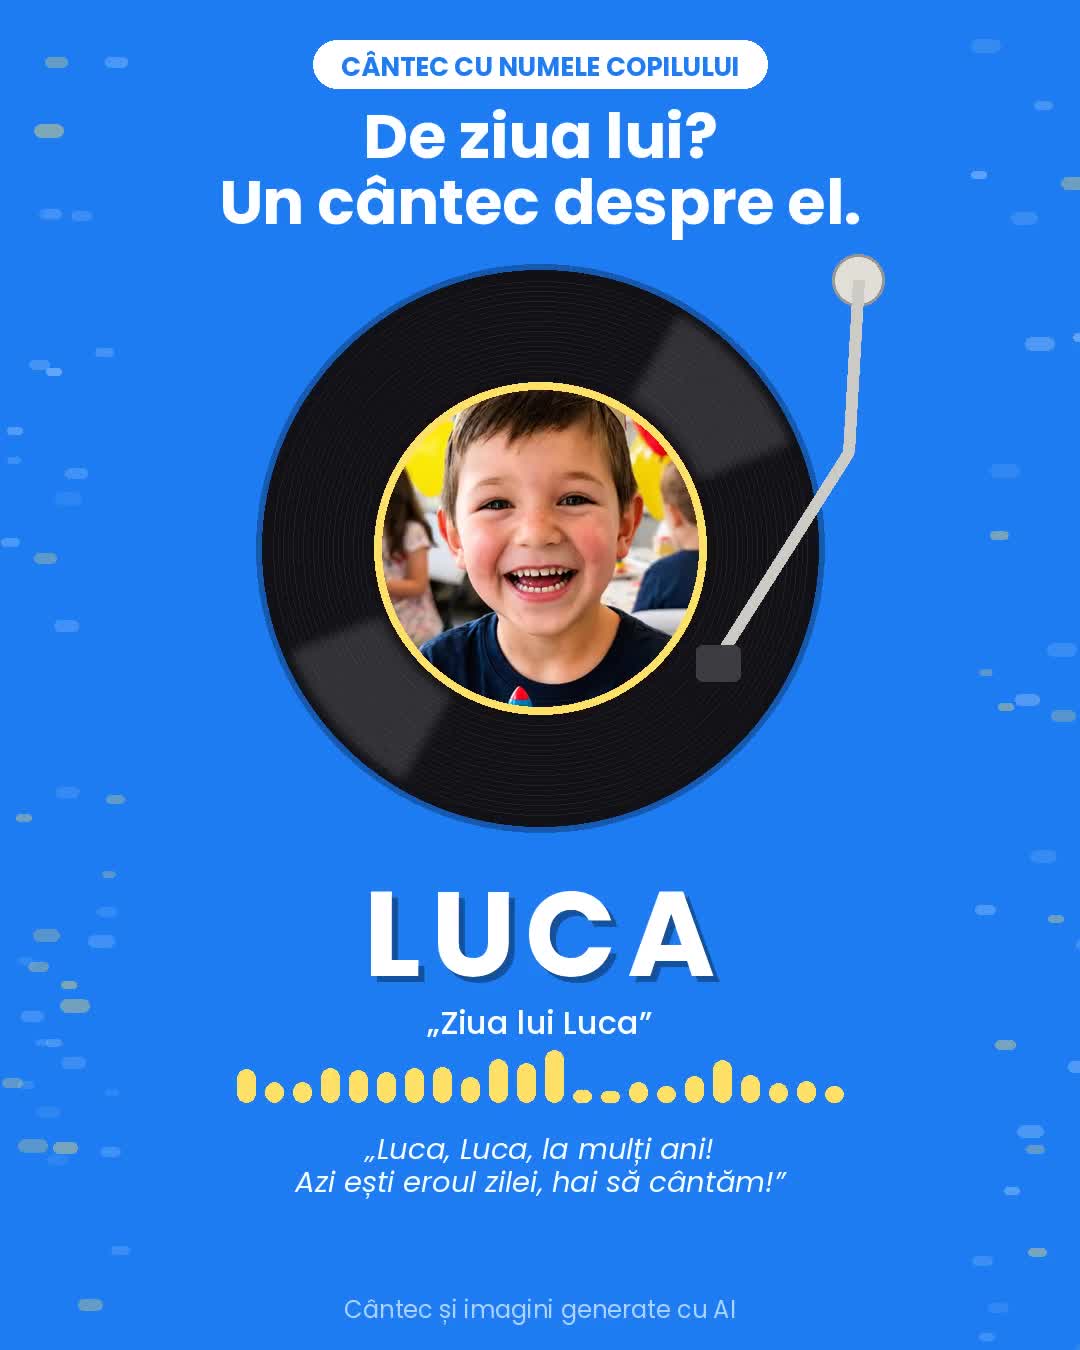 CÂNTEC CU NUMELE COPILULUI
De ziua lui?
Un cântec despre el.
LUCA
„Ziua lui Luca”
„Luca, Luca, la mulți ani!
Azi ești eroul zilei, hai să cântăm!”
Cântec și imagini generate cu AI